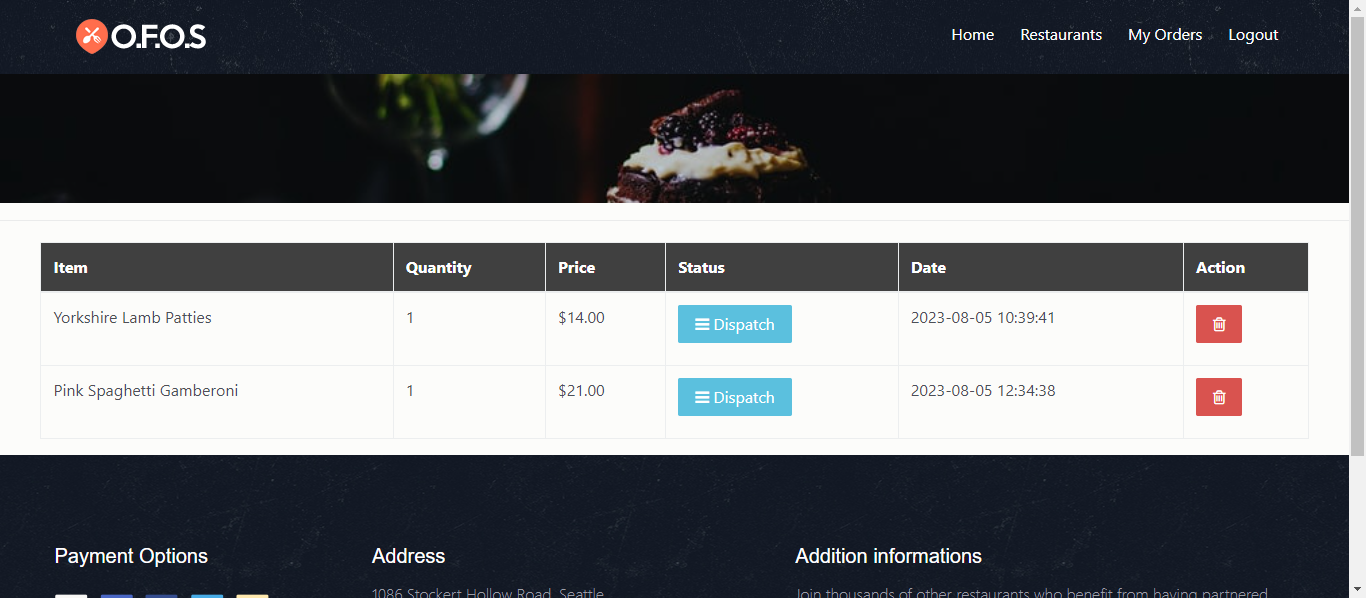 O.F.O.S
Home Restaurants My Orders Logout
Item Quantity Price Status Date Action
Yorkshire Lamb Patties 1 $14.00 Dispatch 2023-08-05 10:39:41
Pink Spaghetti Gamberoni 1 $21.00 Dispatch 2023-08-05 12:34:38
Payment Options Address Addition informations
1086 Stockert Hollow Road, Seattle Join thousands of other restaurants who benefit from having partnered